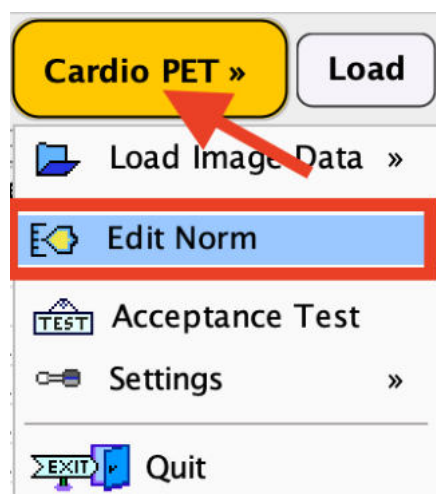 Cardio PET » Load
Load Image Data »
Edit Norm
TEST Acceptance Test
Settings »
EXIT Quit